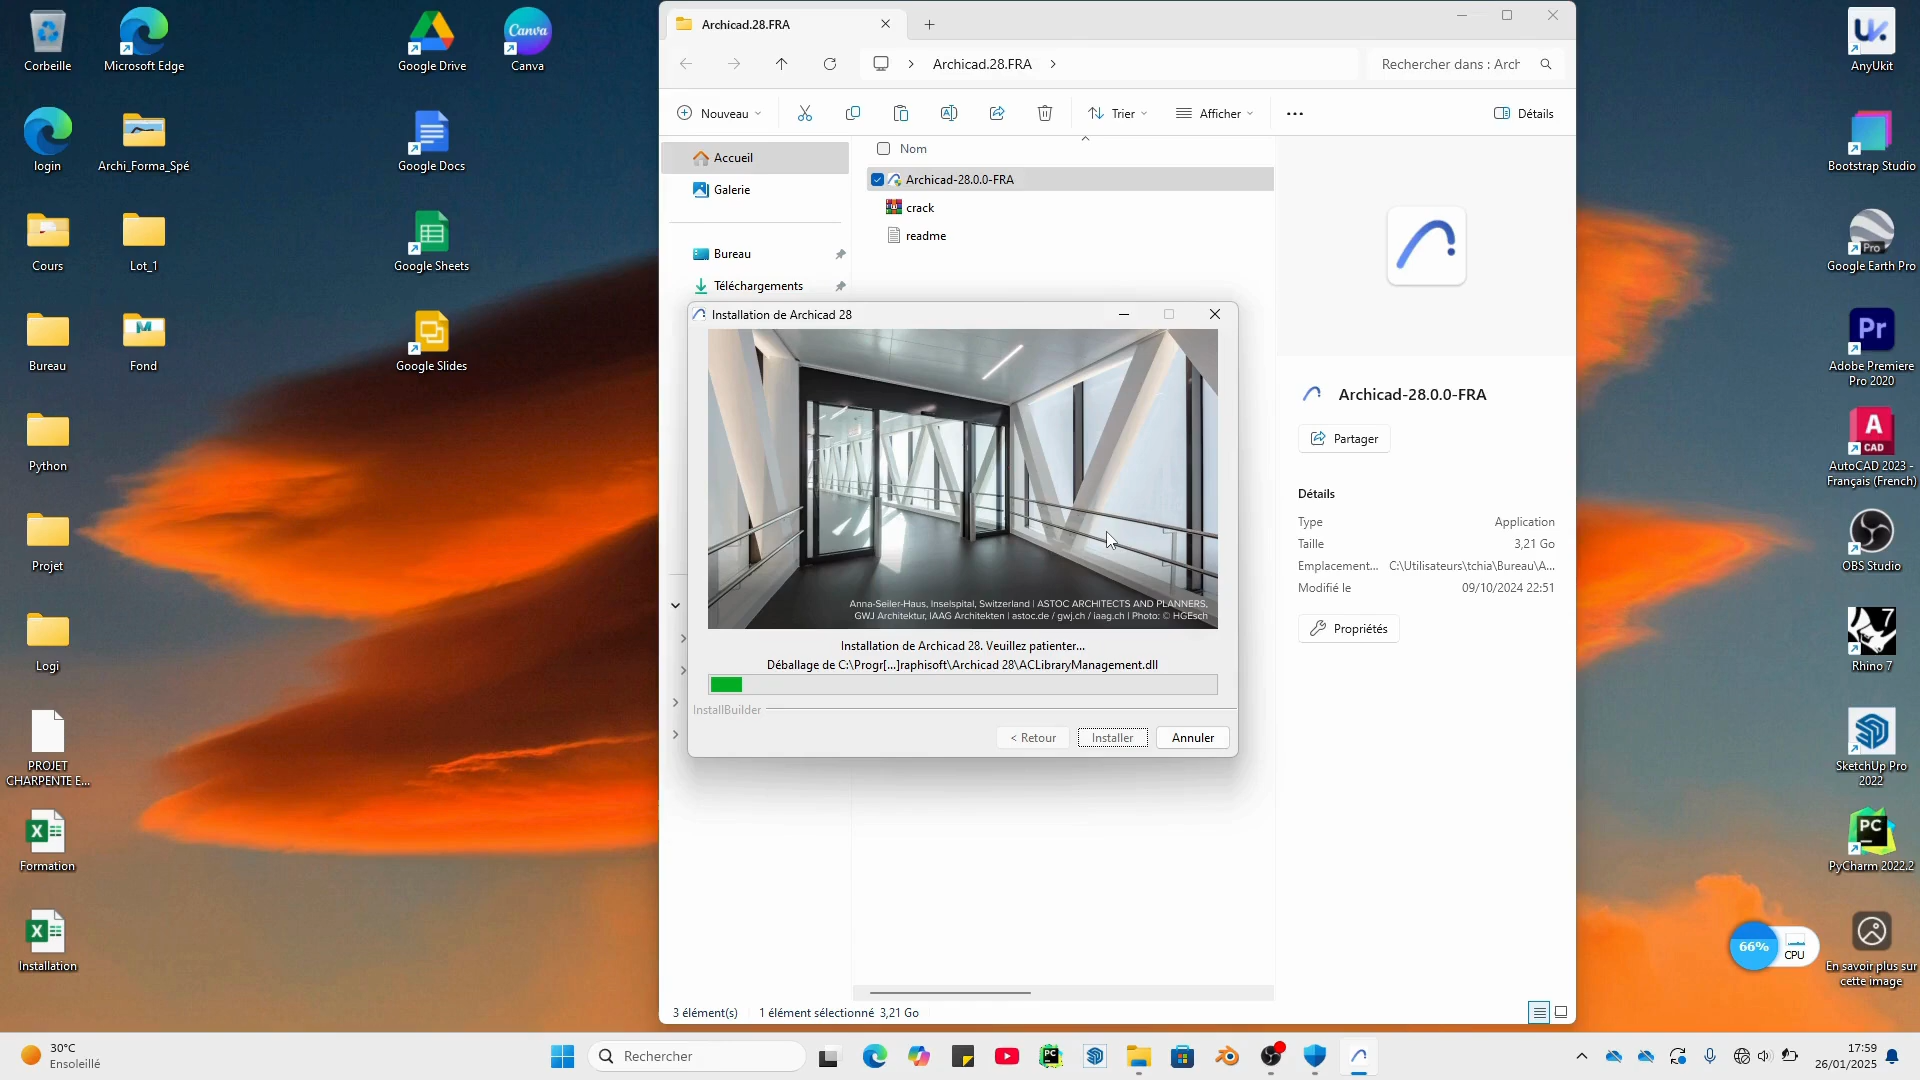 Corbeille
Microsoft Edge
Google Drive
Canva
Canva
login
Archi_Forma_Spé
Google Docs
Cours
Lot_1
Google Sheets
Bureau
Fond
Google Slides
Python
Projet
Logi
PROJET
CHARPENTE E...
Formation
Installation
Archicad.28.FRA
Archicad.28.FRA
Rechercher dans : Arch
Nouveau
Trier
Afficher
Détails
Accueil
Galerie
Bureau
Téléchargements
Nom
Archicad-28.0.0-FRA
crack
readme
Installation de Archicad 28
Anna-Seiler-Haus, Inselspital, Switzerland | ASTOC ARCHITECTS AND PLANNERS,
GWJ Architektur, IAAG Architekten | astoc.de / gwj.ch / iaag.ch | Photo: © HGEsch
Installation de Archicad 28. Veuillez patienter...
Déballage de C:\Progr[...]raphisoft\Archicad 28\ACLibraryManagement.dll
InstallBuilder
< Retour
Installer
Annuler
Archicad-28.0.0-FRA
Partager
Détails
Type
Application
Taille
3,21 Go
Emplacement...
C:\Utilisateurs\tchia\Bureau\A...
Modifié le
09/10/2024 22:51
Propriétés
3 élément(s)
1 élément sélectionné 3,21 Go
AnyUkit
Bootstrap Studio
Pro
Google Earth Pro
Pr
Adobe Premiere
Pro 2020
A
CAD
AutoCAD 2023 -
Français (French)
OBS Studio
7
Rhino 7
SketchUp Pro
2022
PC
PyCharm 2022.2
66%
CPU
En savoir plus sur
cette image
30°C
Ensoleillé
Rechercher
PC
17:59
26/01/2025